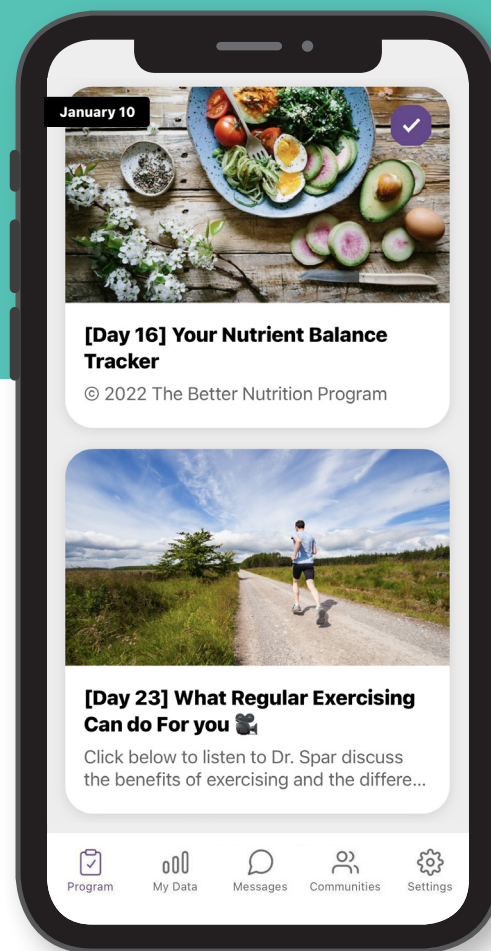 January 10
[Day 16] Your Nutrient Balance
Tracker
© 2022 The Better Nutrition Program
[Day 23] What Regular Exercising
Can do For you 🎥
Click below to listen to Dr. Spar discuss
the benefits of exercising and the differe...
Program
My Data
Messages
Communities
Settings